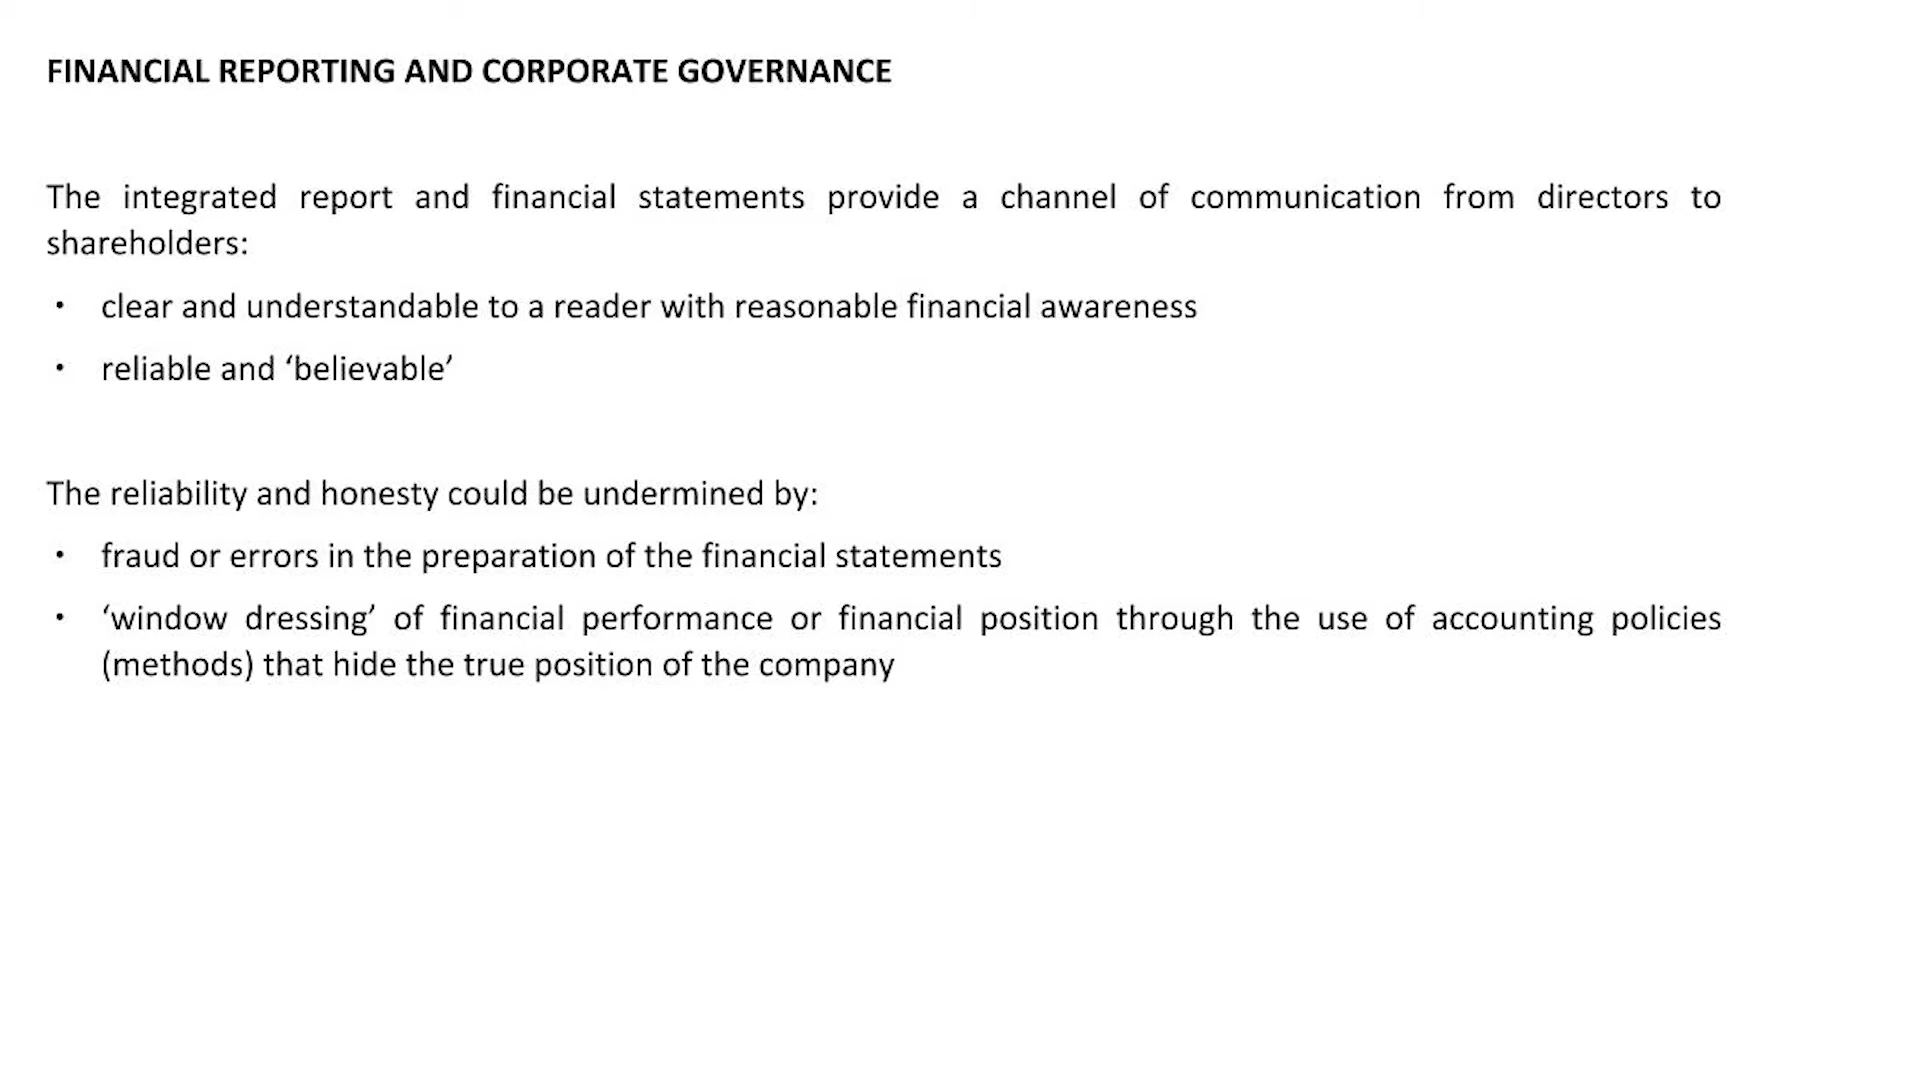 FINANCIAL REPORTING AND CORPORATE GOVERNANCE
The integrated report and financial statements provide a channel of communication from directors to
shareholders:
• clear and understandable to a reader with reasonable financial awareness
• reliable and ‘believable’
The reliability and honesty could be undermined by:
• fraud or errors in the preparation of the financial statements
• ‘window dressing’ of financial performance or financial position through the use of accounting policies
(methods) that hide the true position of the company